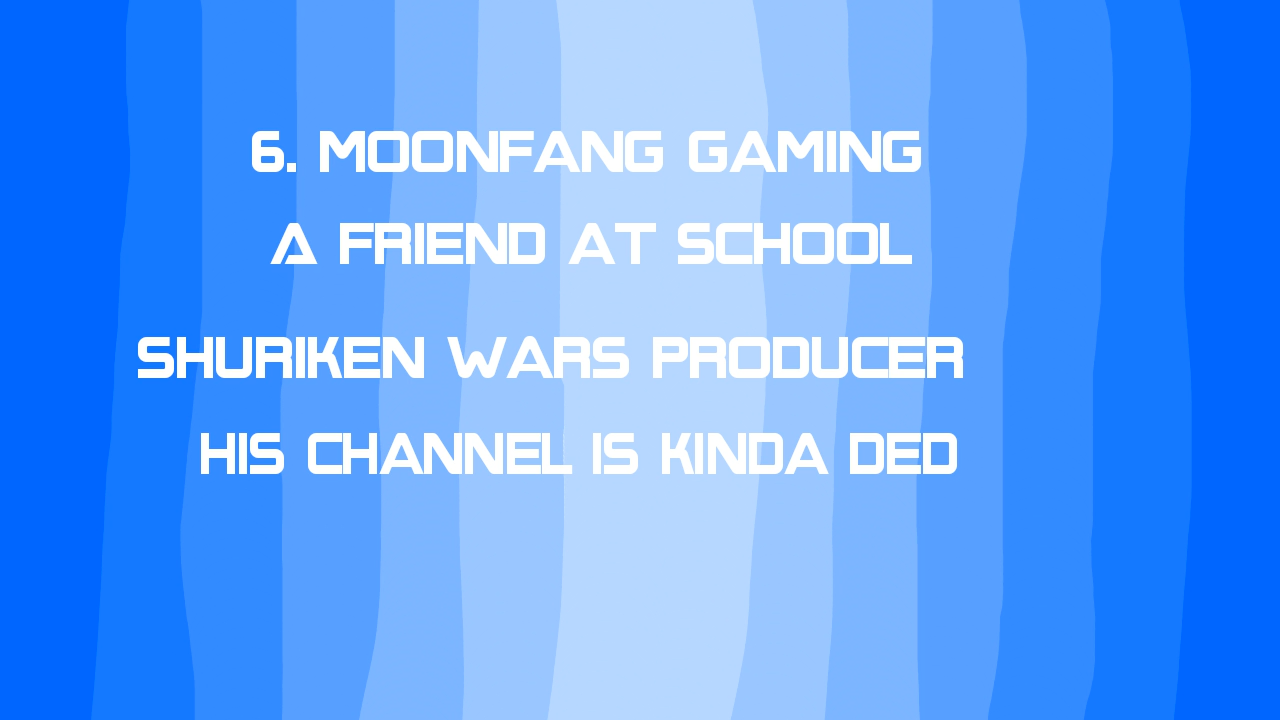 6. MOONFANG GAMING
A FRIEND AT SCHOOL
SHURIKEN WARS PRODUCER
HIS CHANNEL IS KINDA DED